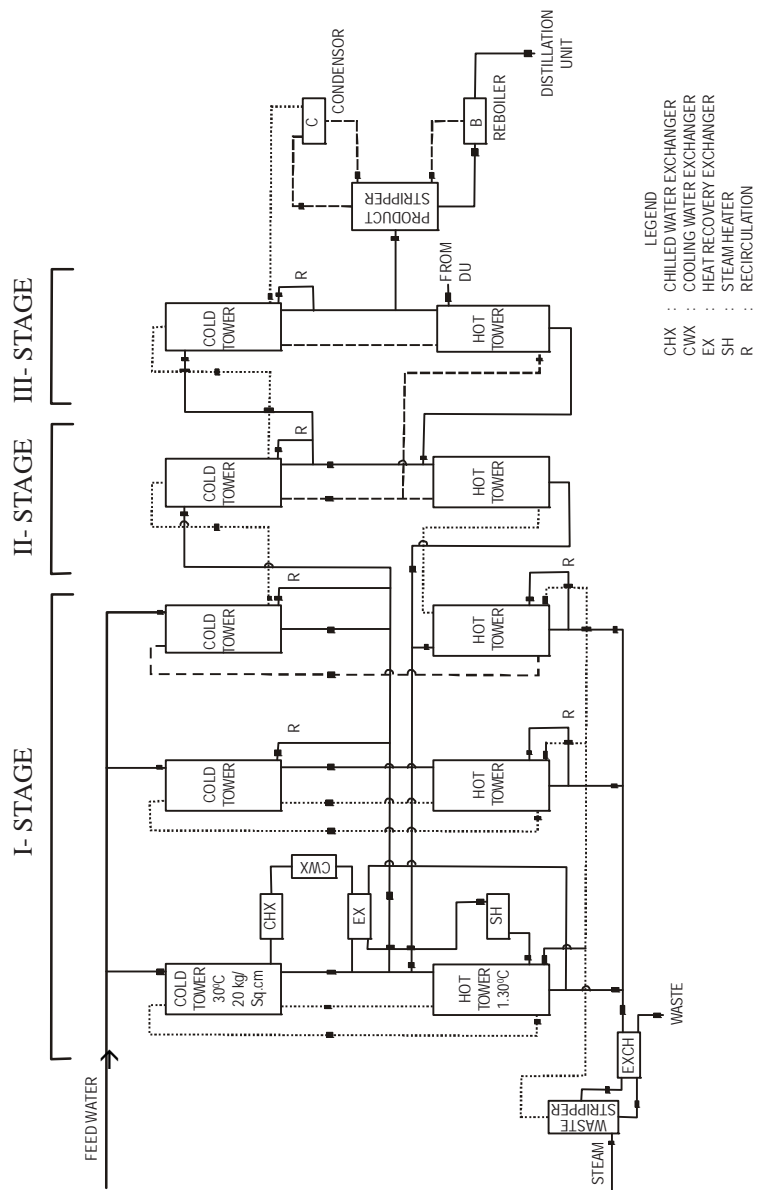 I- STAGE
II- STAGE
III- STAGE
FEED WATER
COLD
TOWER
30ºC
20 kg/
Sq.cm
CHX
CWX
EX
SH
HOT
TOWER
1.30ºC
COLD
TOWER
R
HOT
TOWER
R
COLD
TOWER
R
HOT
TOWER
R
COLD
TOWER
R
HOT
TOWER
COLD
TOWER
R
HOT
TOWER
FROM
DU
PRODUCT
STRIPPER
C
CONDENSOR
B
REBOILER
DISTILLATION
UNIT
STEAM
WASTE
STRIPPER
EXCH
WASTE
LEGEND
CHX : CHILLED WATER EXCHANGER
CWX : COOLING WATER EXCHANGER
EX : HEAT RECOVERY EXCHANGER
SH : STEAM HEATER
R : RECIRCULATION